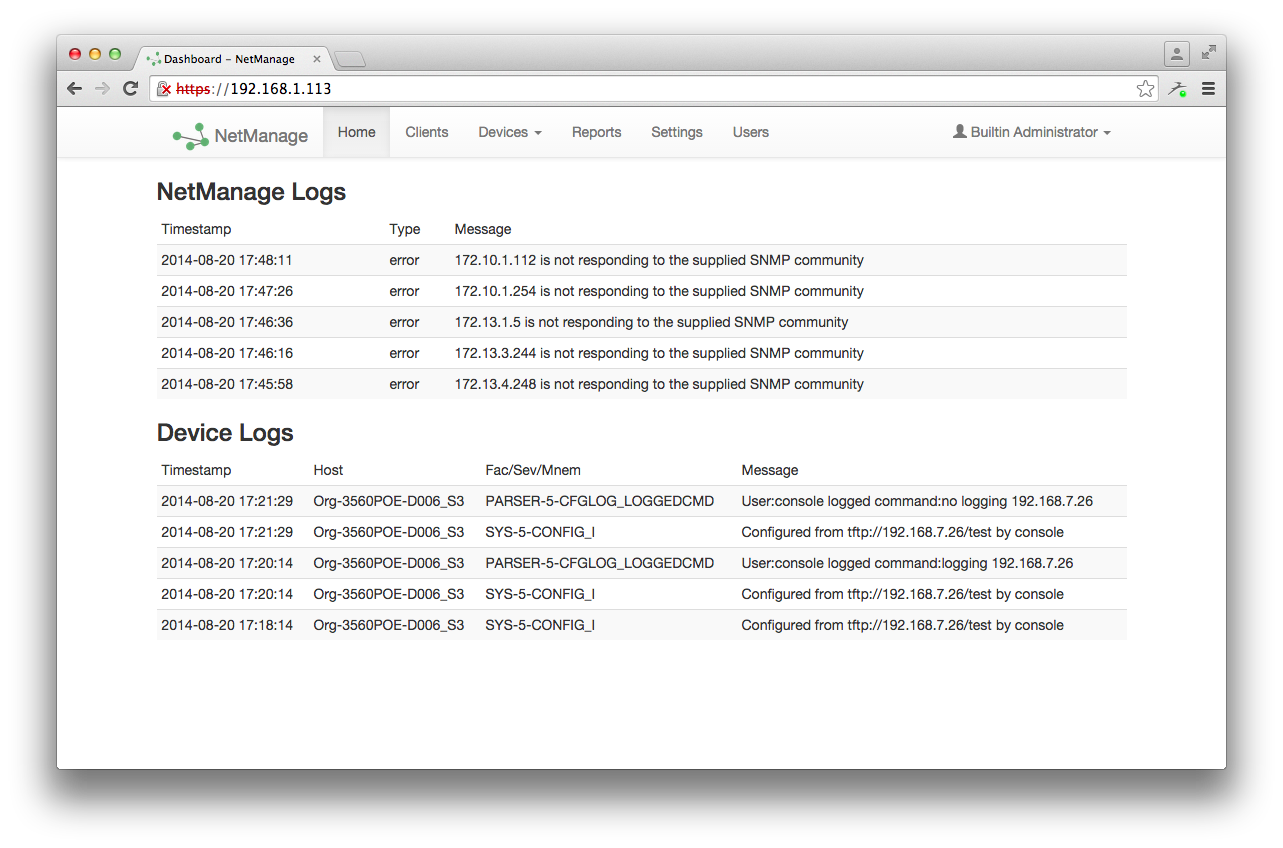 Dashboard – NetManage
https://192.168.1.113
NetManage Home Clients Devices Reports Settings Users Builtin Administrator
NetManage Logs
Timestamp Type Message
2014-08-20 17:48:11 error 172.10.1.112 is not responding to the supplied SNMP community
2014-08-20 17:47:26 error 172.10.1.254 is not responding to the supplied SNMP community
2014-08-20 17:46:36 error 172.13.1.5 is not responding to the supplied SNMP community
2014-08-20 17:46:16 error 172.13.3.244 is not responding to the supplied SNMP community
2014-08-20 17:45:58 error 172.13.4.248 is not responding to the supplied SNMP community
Device Logs
Timestamp Host Fac/Sev/Mnem Message
2014-08-20 17:21:29 Org-3560POE-D006_S3 PARSER-5-CFGLOG_LOGGEDCMD User:console logged command:no logging 192.168.7.26
2014-08-20 17:21:29 Org-3560POE-D006_S3 SYS-5-CONFIG_I Configured from tftp://192.168.7.26/test by console
2014-08-20 17:20:14 Org-3560POE-D006_S3 PARSER-5-CFGLOG_LOGGEDCMD User:console logged command:logging 192.168.7.26
2014-08-20 17:20:14 Org-3560POE-D006_S3 SYS-5-CONFIG_I Configured from tftp://192.168.7.26/test by console
2014-08-20 17:18:14 Org-3560POE-D006_S3 SYS-5-CONFIG_I Configured from tftp://192.168.7.26/test by console